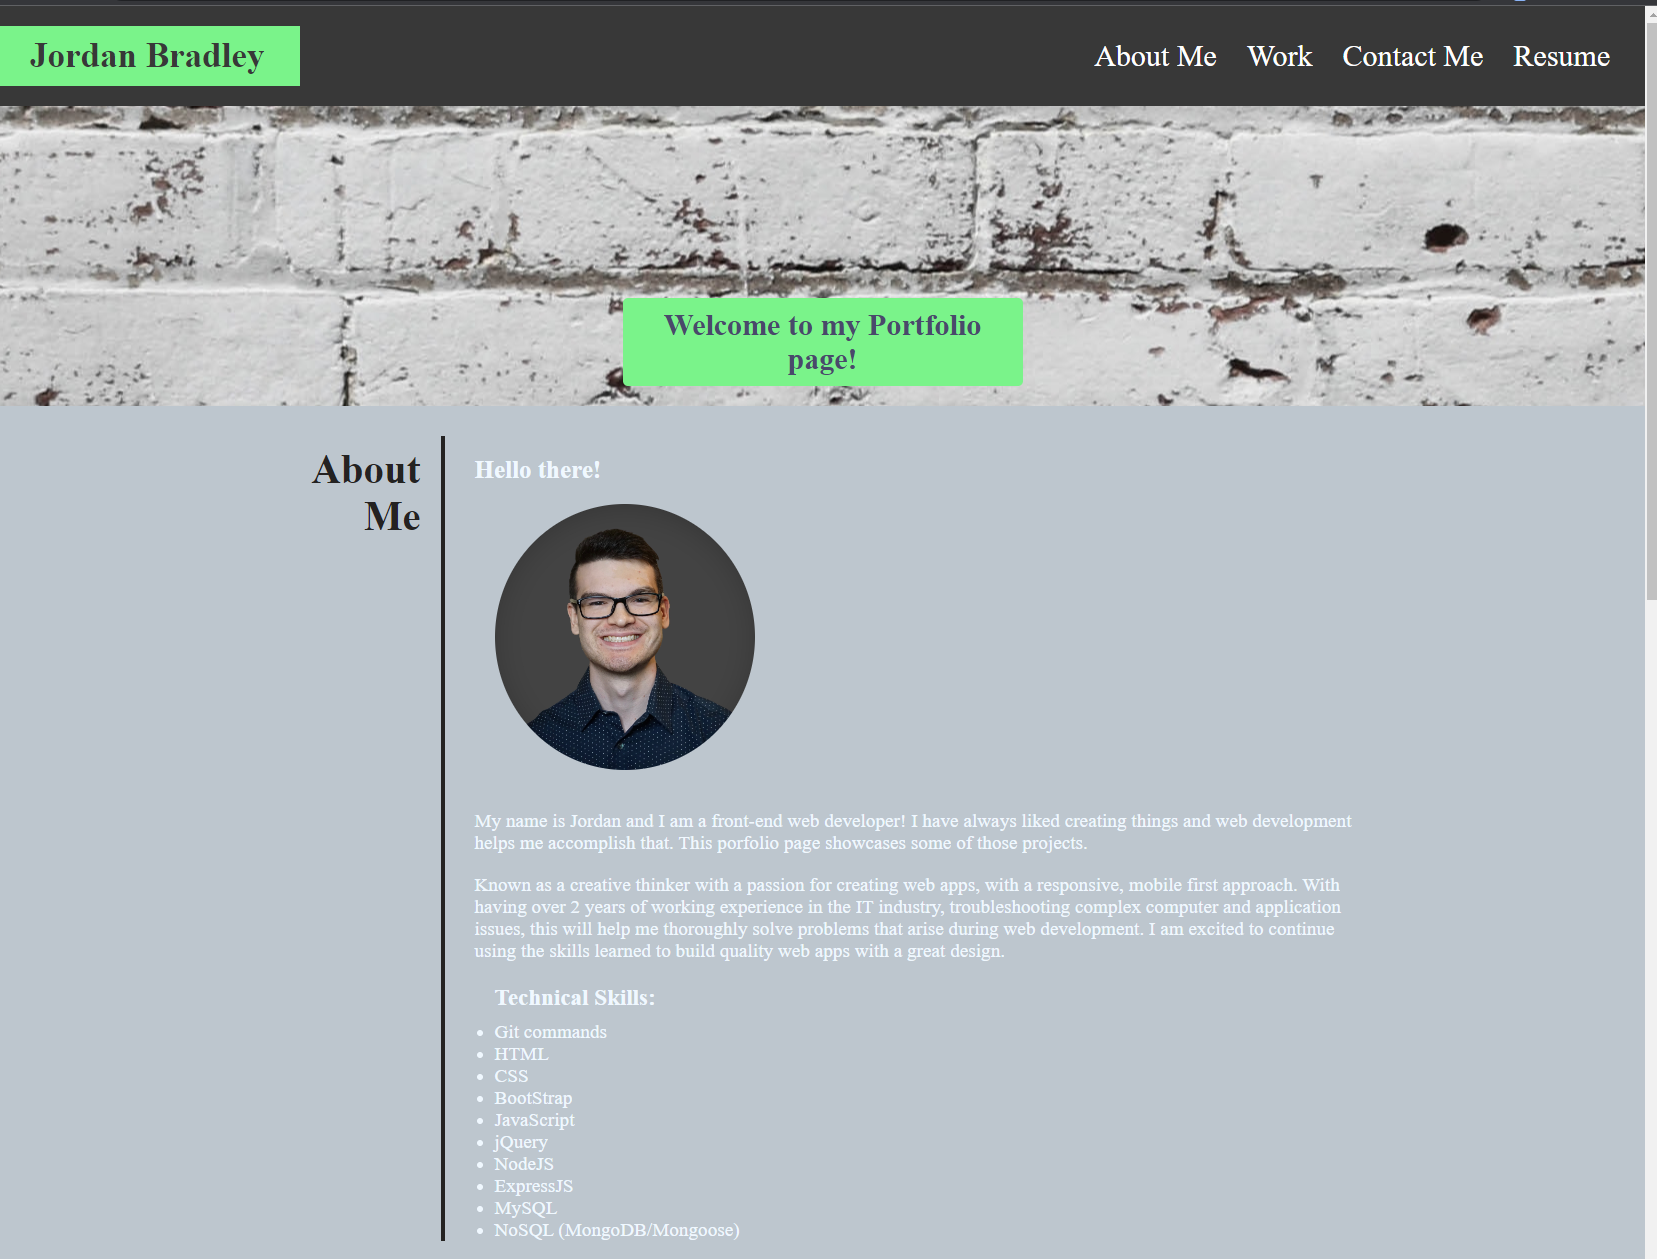 Jordan Bradley
About Me Work Contact Me Resume
Welcome to my Portfolio
page!
About
Me
Hello there!
My name is Jordan and I am a front-end web developer! I have always liked creating things and web development
helps me accomplish that. This porfolio page showcases some of those projects.
Known as a creative thinker with a passion for creating web apps, with a responsive, mobile first approach. With
having over 2 years of working experience in the IT industry, troubleshooting complex computer and application
issues, this will help me thoroughly solve problems that arise during web development. I am excited to continue
using the skills learned to build quality web apps with a great design.
Technical Skills:
• Git commands
• HTML
• CSS
• BootStrap
• JavaScript
• jQuery
• NodeJS
• ExpressJS
• MySQL
• NoSQL (MongoDB/Mongoose)